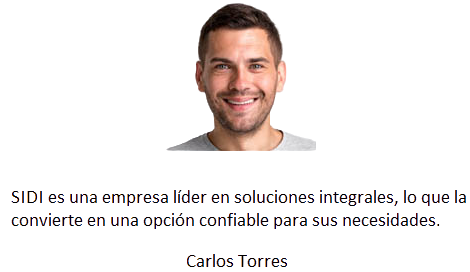 SIDI es una empresa líder en soluciones integrales, lo que la
convierte en una opción confiable para sus necesidades.
Carlos Torres